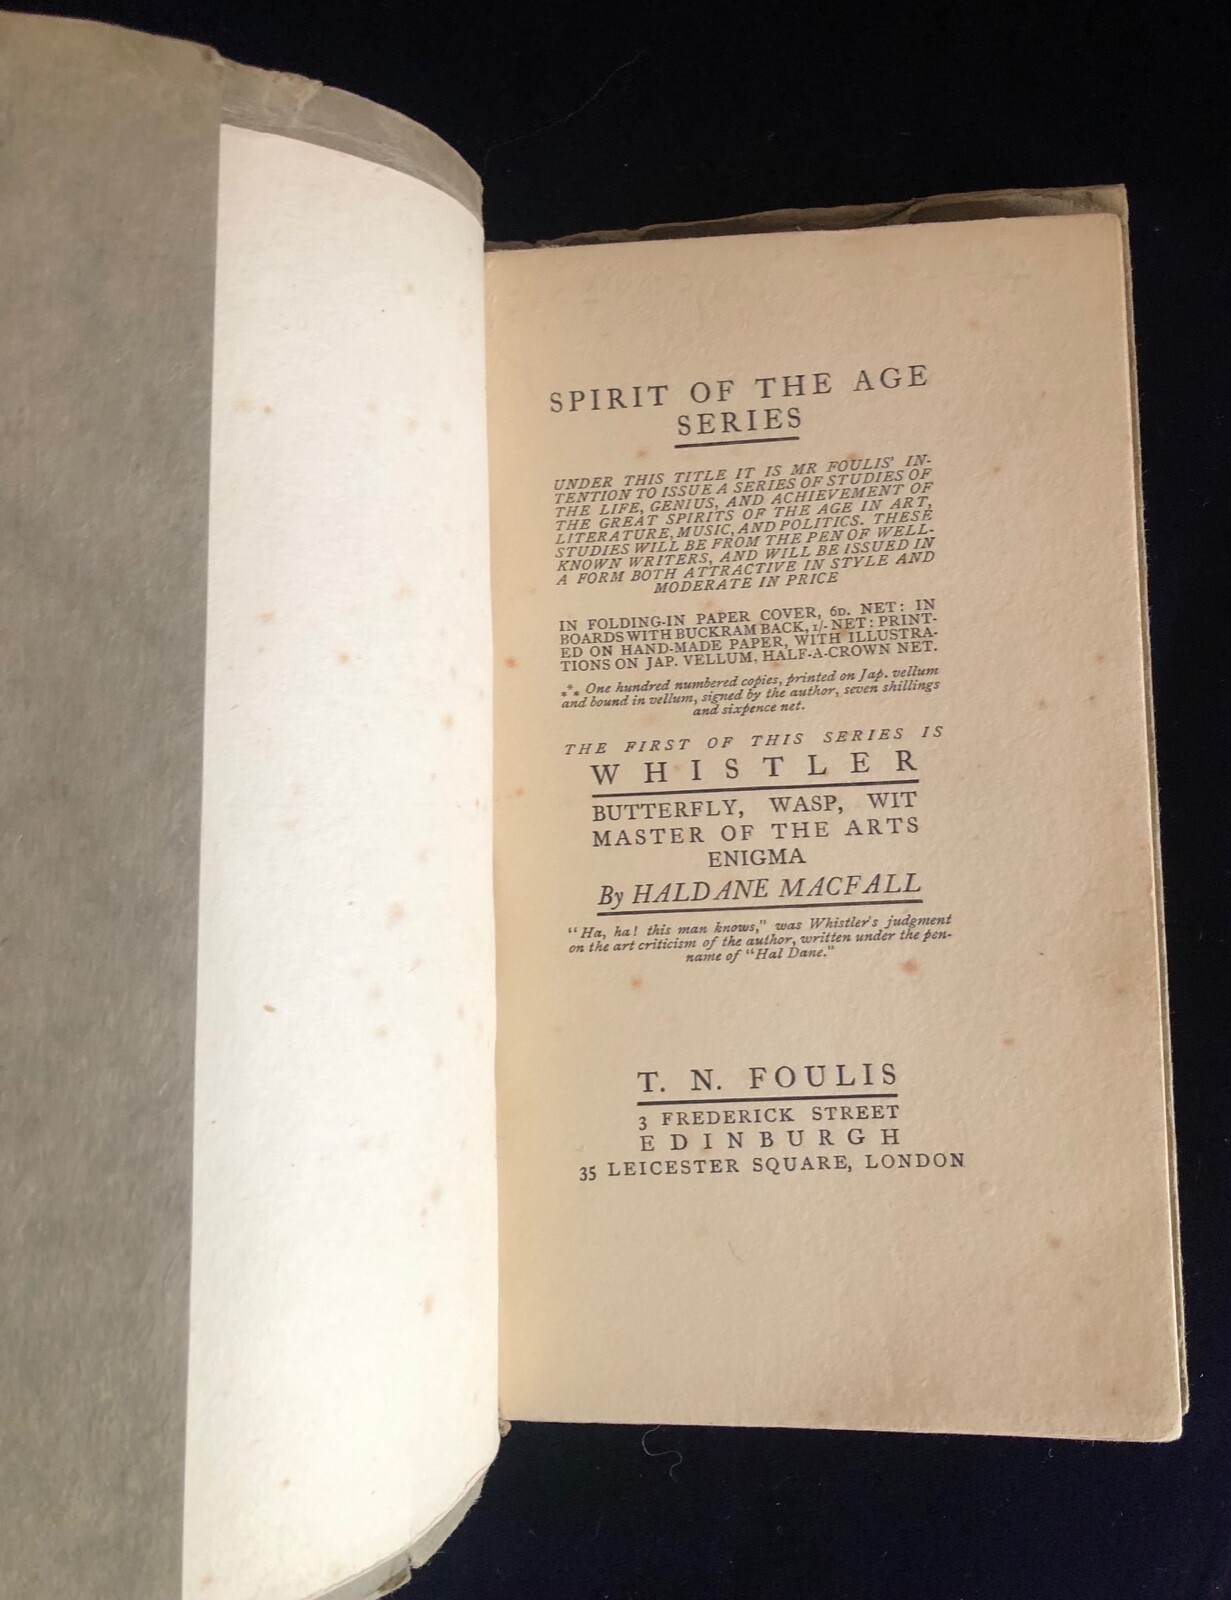 SPIRIT OF THE AGE
SERIES
UNDER THIS TITLE IT IS MR FOULIS' IN-
TENTION TO ISSUE A SERIES OF STUDIES OF
THE LIFE, GENIUS, AND ACHIEVEMENT OF
THE GREAT SPIRITS OF THE AGE IN ART,
LITERATURE, MUSIC, AND POLITICS. THESE
STUDIES WILL BE FROM THE PEN OF WELL-
KNOWN WRITERS, AND WILL BE ISSUED IN
A FORM BOTH ATTRACTIVE IN STYLE AND
MODERATE IN PRICE
IN FOLDING-IN PAPER COVER, 6D. NET: IN
BOARDS WITH BUCKRAM BACK, 1/- NET: PRINT-
ED ON HAND-MADE PAPER, WITH ILLUSTRA-
TIONS ON JAP. VELLUM, HALF-A-CROWN NET.
⁂ One hundred numbered copies, printed on Jap. vellum
and bound in vellum, signed by the author, seven shillings
and sixpence net.
THE FIRST OF THIS SERIES IS
WHISTLER
BUTTERFLY, WASP, WIT
MASTER OF THE ARTS
ENIGMA
By HALDANE MACFALL
"Ha, ha! this man knows," was Whistler's judgment
on the art criticism of the author, written under the pen-
name of "Hal Dane."
T. N. FOULIS
3 FREDERICK STREET
EDINBURGH
35 LEICESTER SQUARE, LONDON